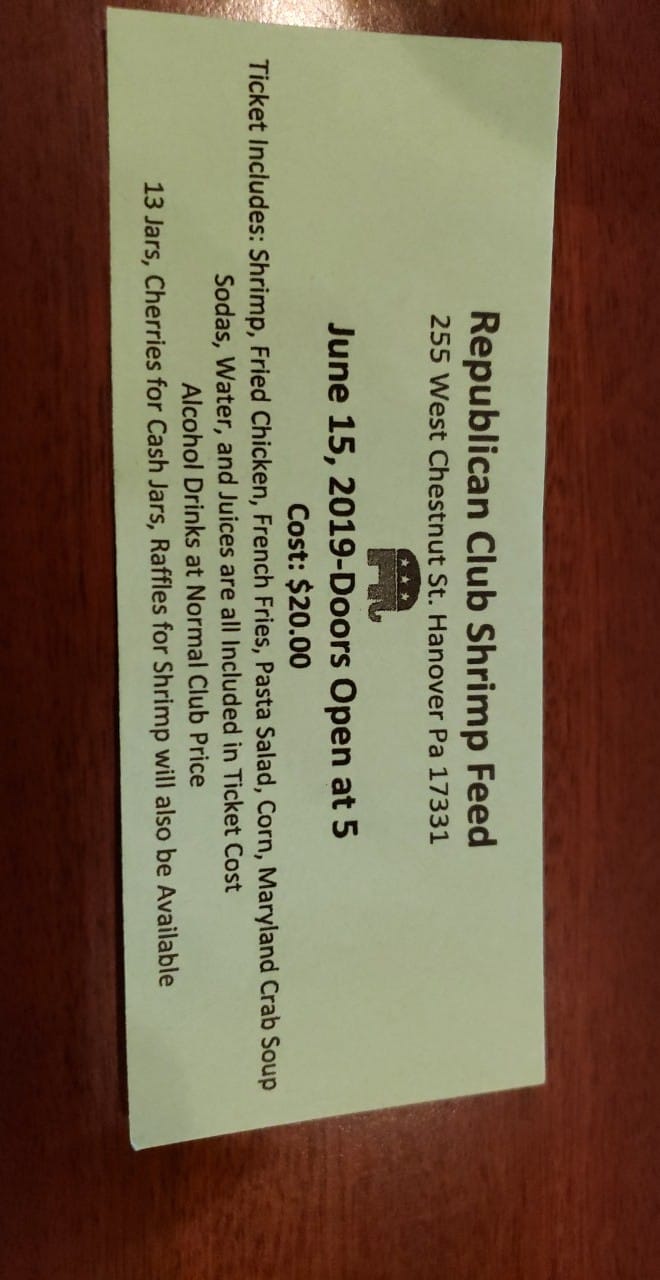 Republican Club Shrimp Feed
255 West Chestnut St. Hanover Pa 17331
June 15, 2019-Doors Open at 5
Cost: $20.00
Ticket Includes: Shrimp, Fried Chicken, French Fries, Pasta Salad, Corn, Maryland Crab Soup
Sodas, Water, and Juices are all Included in Ticket Cost
Alcohol Drinks at Normal Club Price
13 Jars, Cherries for Cash Jars, Raffles for Shrimp will also be Available